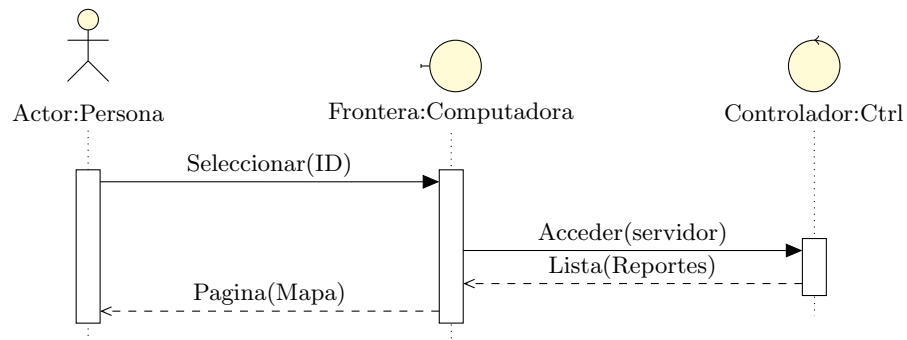 Actor:Persona
Frontera:Computadora
Controlador:Ctrl
Seleccionar(ID)
Acceder(servidor)
Lista(Reportes)
Pagina(Mapa)